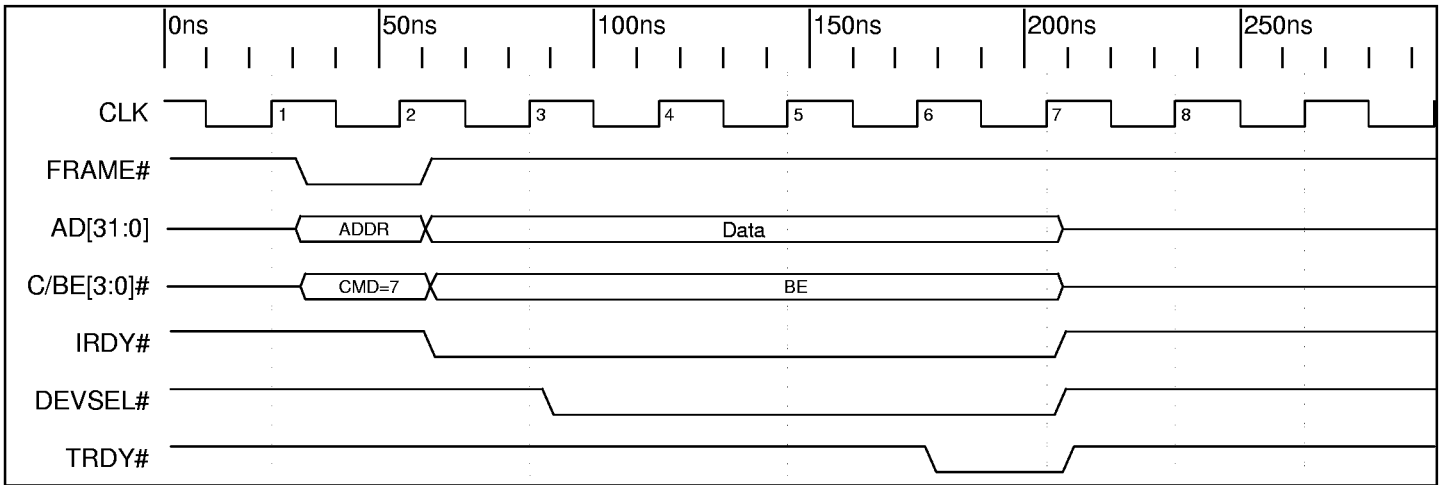 0ns 50ns 100ns 150ns 200ns 250ns
CLK 1 2 3 4 5 6 7 8
FRAME#
AD[31:0] ADDR Data
C/BE[3:0]# CMD=7 BE
IRDY#
DEVSEL#
TRDY#